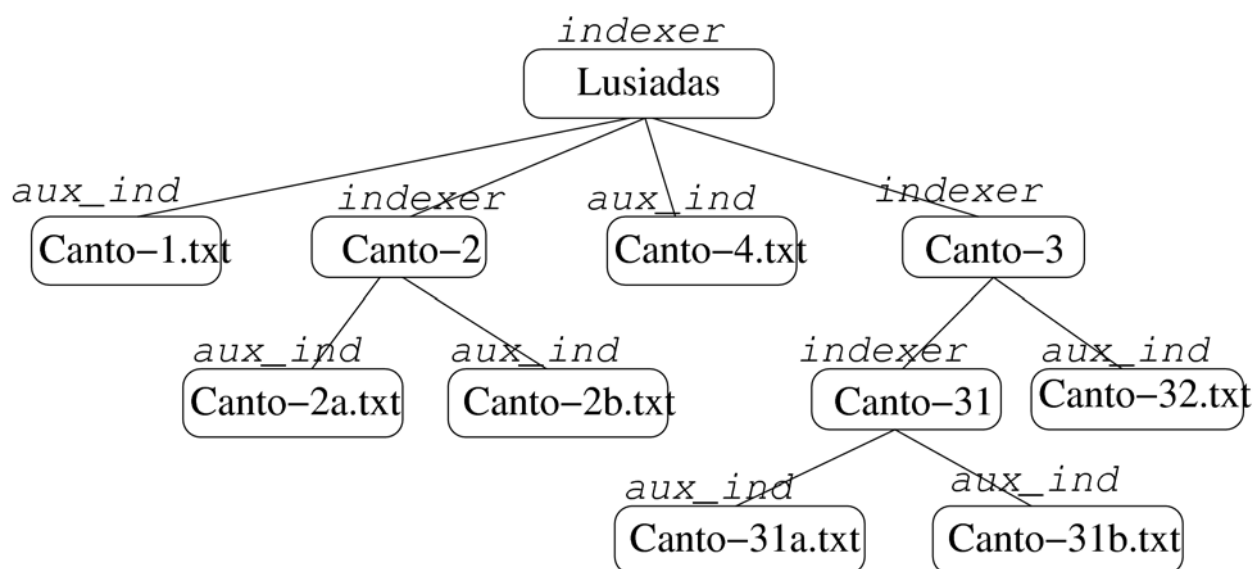 indexer
Lusiadas
aux_ind
Canto−1.txt
indexer
Canto−2
aux_ind
Canto−4.txt
indexer
Canto−3
aux_ind
Canto−2a.txt
aux_ind
Canto−2b.txt
indexer
Canto−31
aux_ind
Canto−32.txt
aux_ind
Canto−31a.txt
aux_ind
Canto−31b.txt